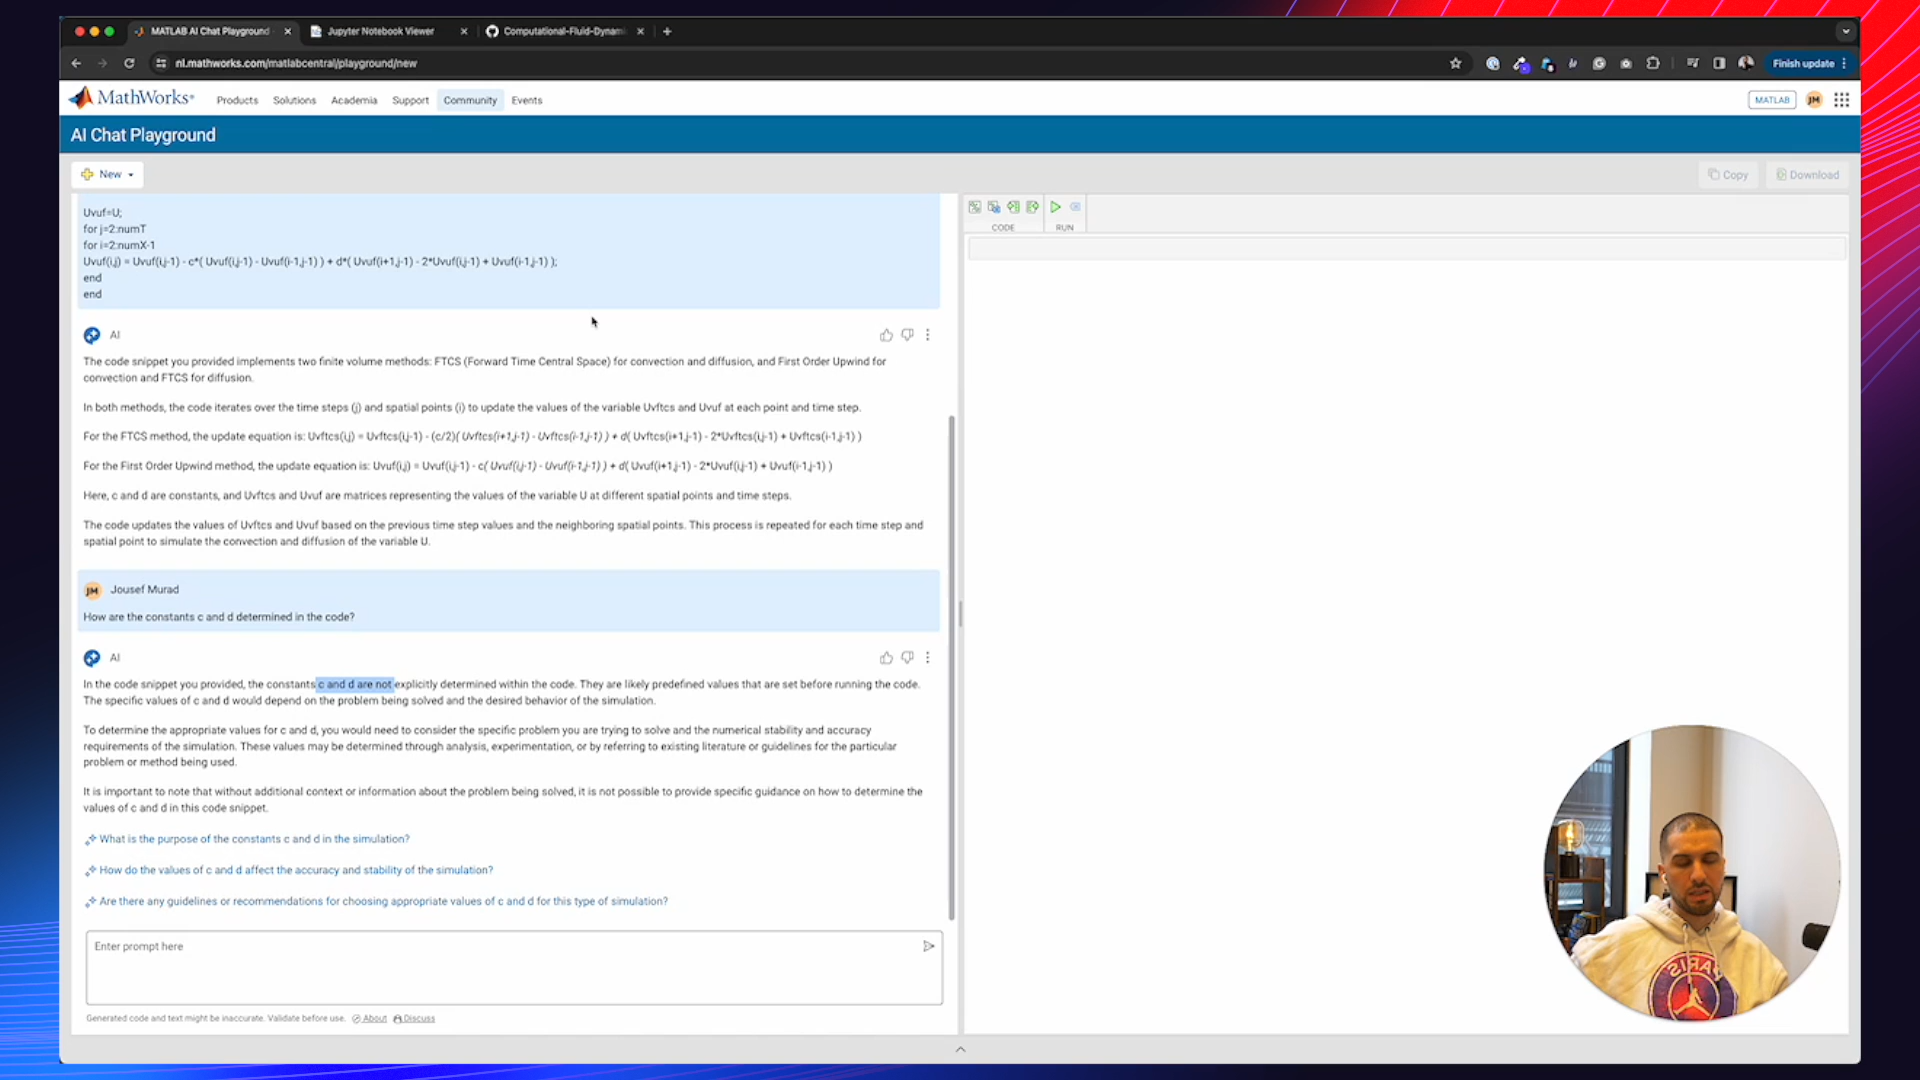 MATLAB AI Chat Playground
Jupyter Notebook Viewer
Computational-Fluid-Dynami
nl.mathworks.com/matlabcentral/playground/new
Finish update
MathWorks®
Products
Solutions
Academia
Support
Community
Events
MATLAB
JM
AI Chat Playground
New
Copy
Download
Uvuf=U;
for j=2:numT
for i=2:numX-1
Uvuf(i,j) = Uvuf(i,j-1) - c*( Uvuf(i,j-1) - Uvuf(i-1,j-1) ) + d*( Uvuf(i+1,j-1) - 2*Uvuf(i,j-1) + Uvuf(i-1,j-1) );
end
end
CODE
RUN
AI
The code snippet you provided implements two finite volume methods: FTCS (Forward Time Central Space) for convection and diffusion, and First Order Upwind for
convection and FTCS for diffusion.
In both methods, the code iterates over the time steps (j) and spatial points (i) to update the values of the variable Uvftcs and Uvuf at each point and time step.
For the FTCS method, the update equation is: Uvftcs(i,j) = Uvftcs(i,j-1) - (c/2)( Uvftcs(i+1,j-1) - Uvftcs(i-1,j-1) ) + d( Uvftcs(i+1,j-1) - 2*Uvftcs(i,j-1) + Uvftcs(i-1,j-1) )
For the First Order Upwind method, the update equation is: Uvuf(i,j) = Uvuf(i,j-1) - c( Uvuf(i,j-1) - Uvuf(i-1,j-1) ) + d( Uvuf(i+1,j-1) - 2*Uvuf(i,j-1) + Uvuf(i-1,j-1) )
Here, c and d are constants, and Uvftcs and Uvuf are matrices representing the values of the variable U at different spatial points and time steps.
The code updates the values of Uvftcs and Uvuf based on the previous time step values and the neighboring spatial points. This process is repeated for each time step and
spatial point to simulate the convection and diffusion of the variable U.
JM Jousef Murad
How are the constants c and d determined in the code?
AI
In the code snippet you provided, the constants c and d are not explicitly determined within the code. They are likely predefined values that are set before running the code.
The specific values of c and d would depend on the problem being solved and the desired behavior of the simulation.
To determine the appropriate values for c and d, you would need to consider the specific problem you are trying to solve and the numerical stability and accuracy
requirements of the simulation. These values may be determined through analysis, experimentation, or by referring to existing literature or guidelines for the particular
problem or method being used.
It is important to note that without additional context or information about the problem being solved, it is not possible to provide specific guidance on how to determine the
values of c and d in this code snippet.
What is the purpose of the constants c and d in the simulation?
How do the values of c and d affect the accuracy and stability of the simulation?
Are there any guidelines or recommendations for choosing appropriate values of c and d for this type of simulation?
Enter prompt here
Generated code and text might be inaccurate. Validate before use. About Discuss
PARIS